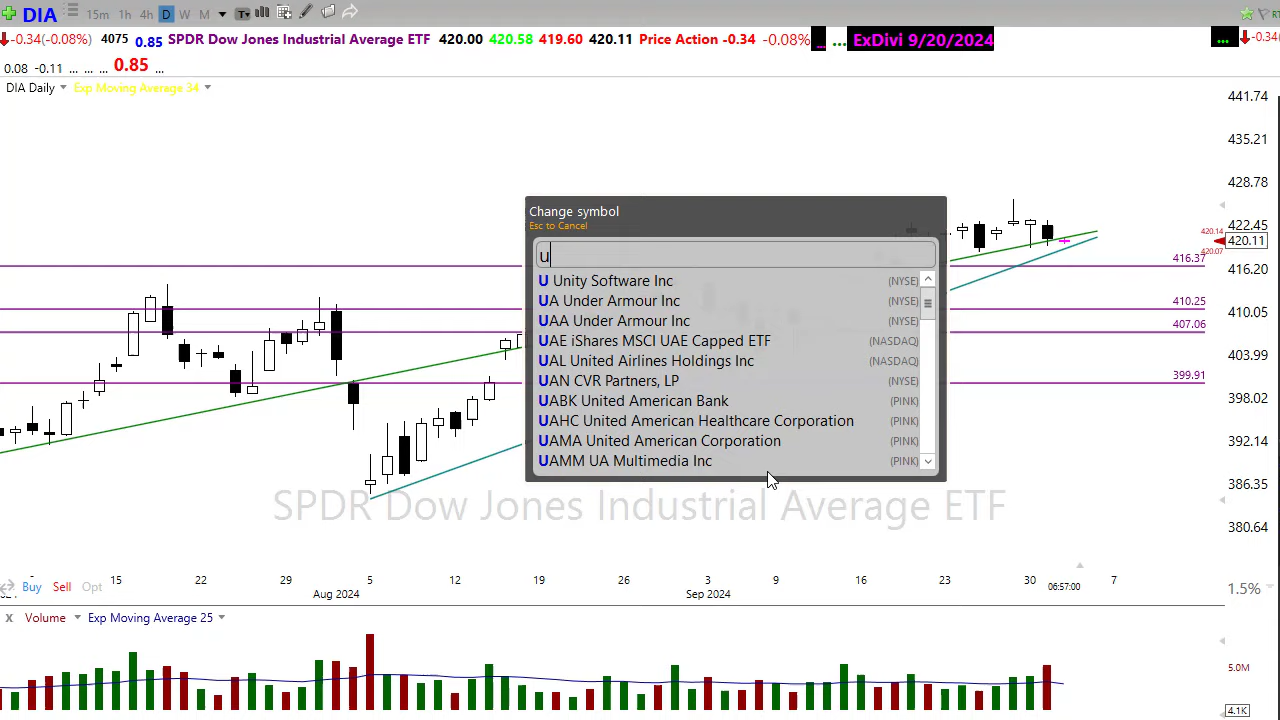 DIA 15m 1h 4h D W M T
-0.34(-0.08%) 4075 0.85 SPDR Dow Jones Industrial Average ETF 420.00 420.58 419.60 420.11 Price Action -0.34 -0.08% ... ... ExDivi 9/20/2024 ... -0.34
0.08 -0.11 ... ... ... 0.85 ...
DIA Daily Exp Moving Average 34
441.74
435.21
428.78
422.45
420.14
420.11
420.07
416.37
416.20
410.25
410.05
407.06
403.99
399.91
398.02
392.14
386.35
380.64
Change symbol
Esc to Cancel
u
U Unity Software Inc (NYSE)
UA Under Armour Inc (NYSE)
UAA Under Armour Inc (NYSE)
UAE iShares MSCI UAE Capped ETF (NASDAQ)
UAL United Airlines Holdings Inc (NASDAQ)
UAN CVR Partners, LP (NYSE)
UABK United American Bank (PINK)
UAHC United American Healthcare Corporation (PINK)
UAMA United American Corporation (PINK)
UAMM UA Multimedia Inc (PINK)
SPDR Dow Jones Industrial Average ETF
15 22 29 5 12 19 26 3 9 16 23 30 7
Buy Sell Opt 06:57:00 1.5%
Aug 2024 Sep 2024
X Volume Exp Moving Average 25
5.0M
4.1K